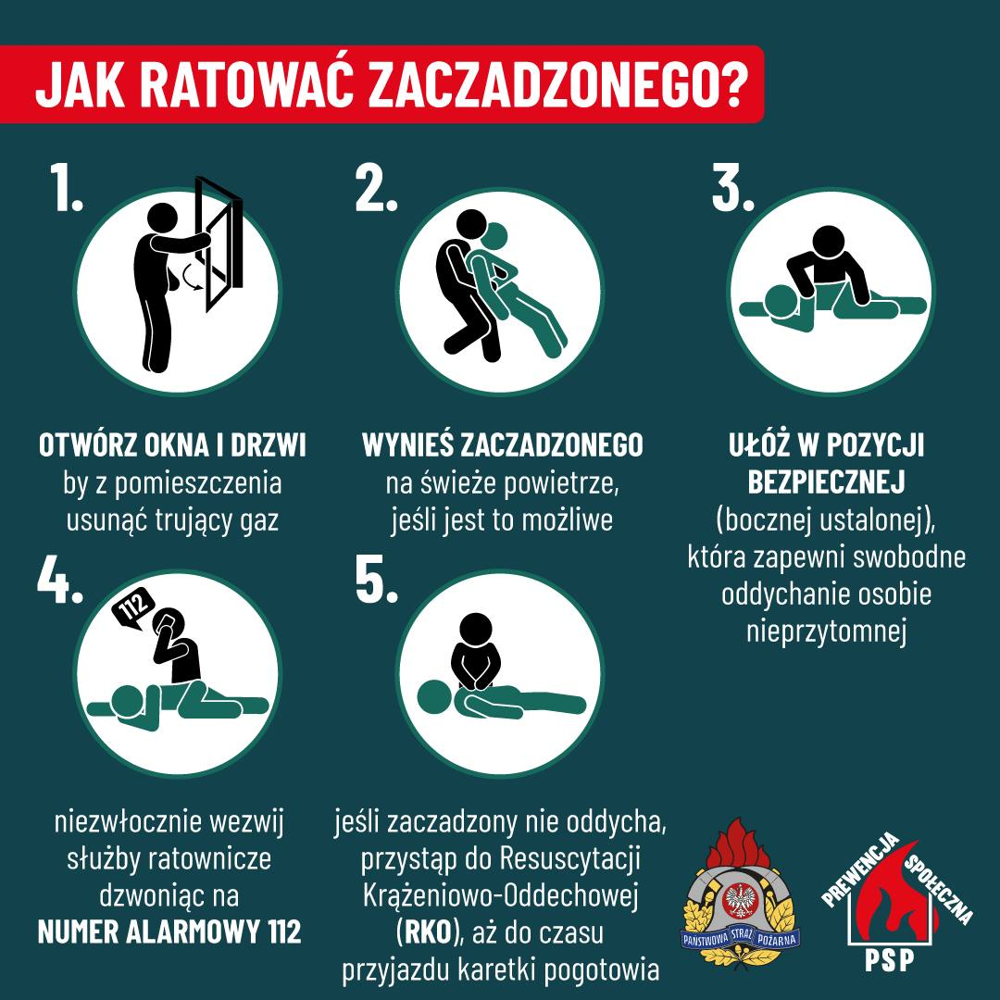 JAK RATOWAĆ ZACZADZONEGO?
1.
OTWÓRZ OKNA I DRZWI
by z pomieszczenia
usunąć trujący gaz
2.
WYNIEŚ ZACZADZONEGO
na świeże powietrze,
jeśli jest to możliwe
3.
UŁÓŻ W POZYCJI
BEZPIECZNEJ
(bocznej ustalonej),
która zapewni swobodne
oddychanie osobie
nieprzytomnej
4.
112
niezwłocznie wezwij
służby ratownicze
dzwoniąc na
NUMER ALARMOWY 112
5.
jeśli zaczadzony nie oddycha,
przystąp do Resuscytacji
Krążeniowo-Oddechowej
(RKO), aż do czasu
przyjazdu karetki pogotowia
PAŃSTWOWA STRAŻ POŻARNA
PREWENCJA SPOŁECZNA
PSP